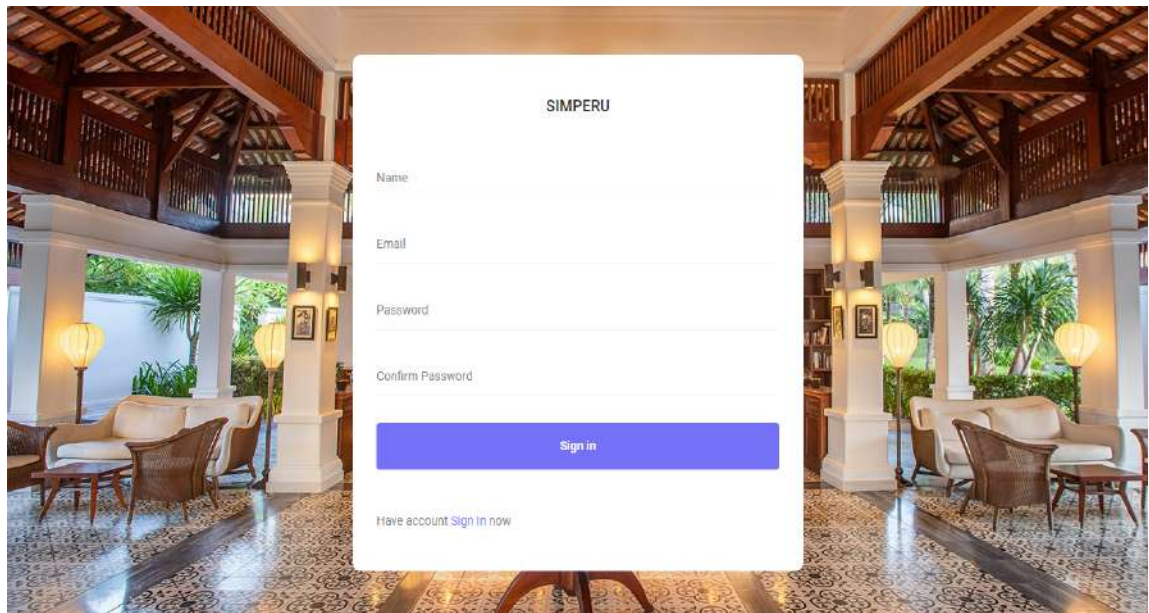 SIMPERU
Name
Email
Password
Confirm Password
Sign in
Have account Sign In now